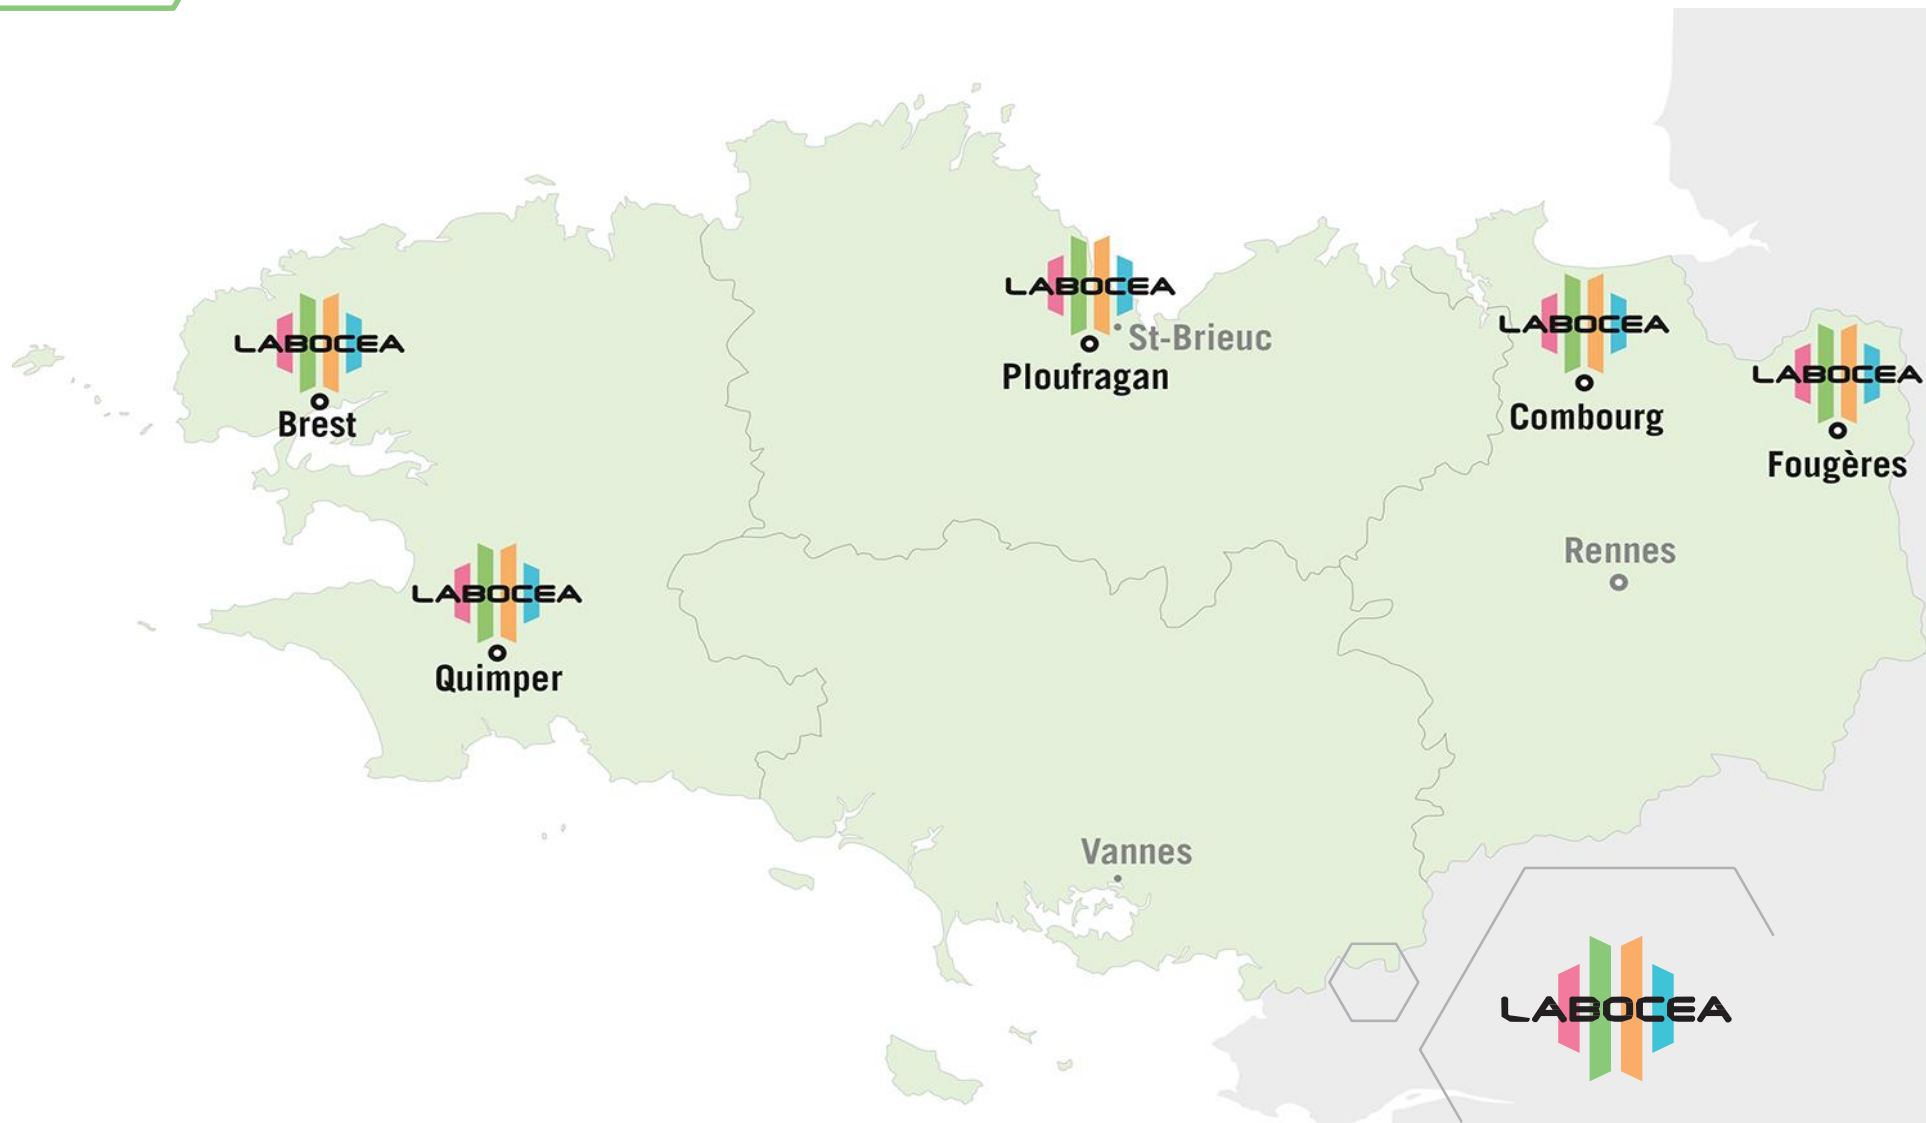 LABOCEA
St-Brieuc
Ploufragan
LABOCEA
Brest
LABOCEA
Combourg
LABOCEA
Fougères
Rennes
LABOCEA
Quimper
Vannes
LABOCEA